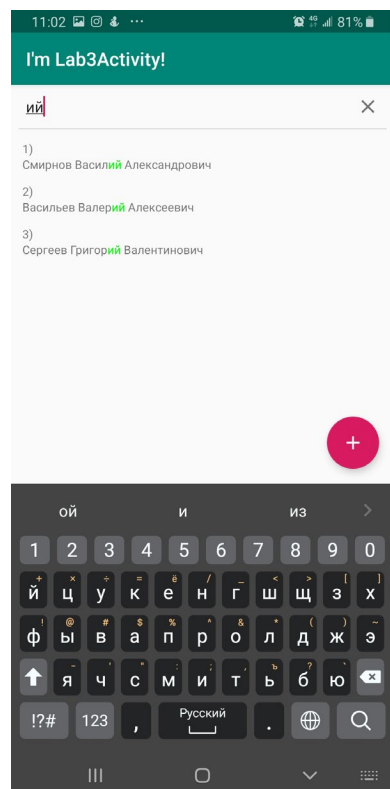 11:02 81%
I'm Lab3Activity!
ий
1)
Смирнов Василий Александрович
2)
Васильев Валерий Алексеевич
3)
Сергеев Григорий Валентинович
+
ой и из
1 2 3 4 5 6 7 8 9 0
й ц у к е н г ш щ з х
ф ы в а п р о л д ж э
я ч с м и т ь б ю
!?# 123 , Русский .